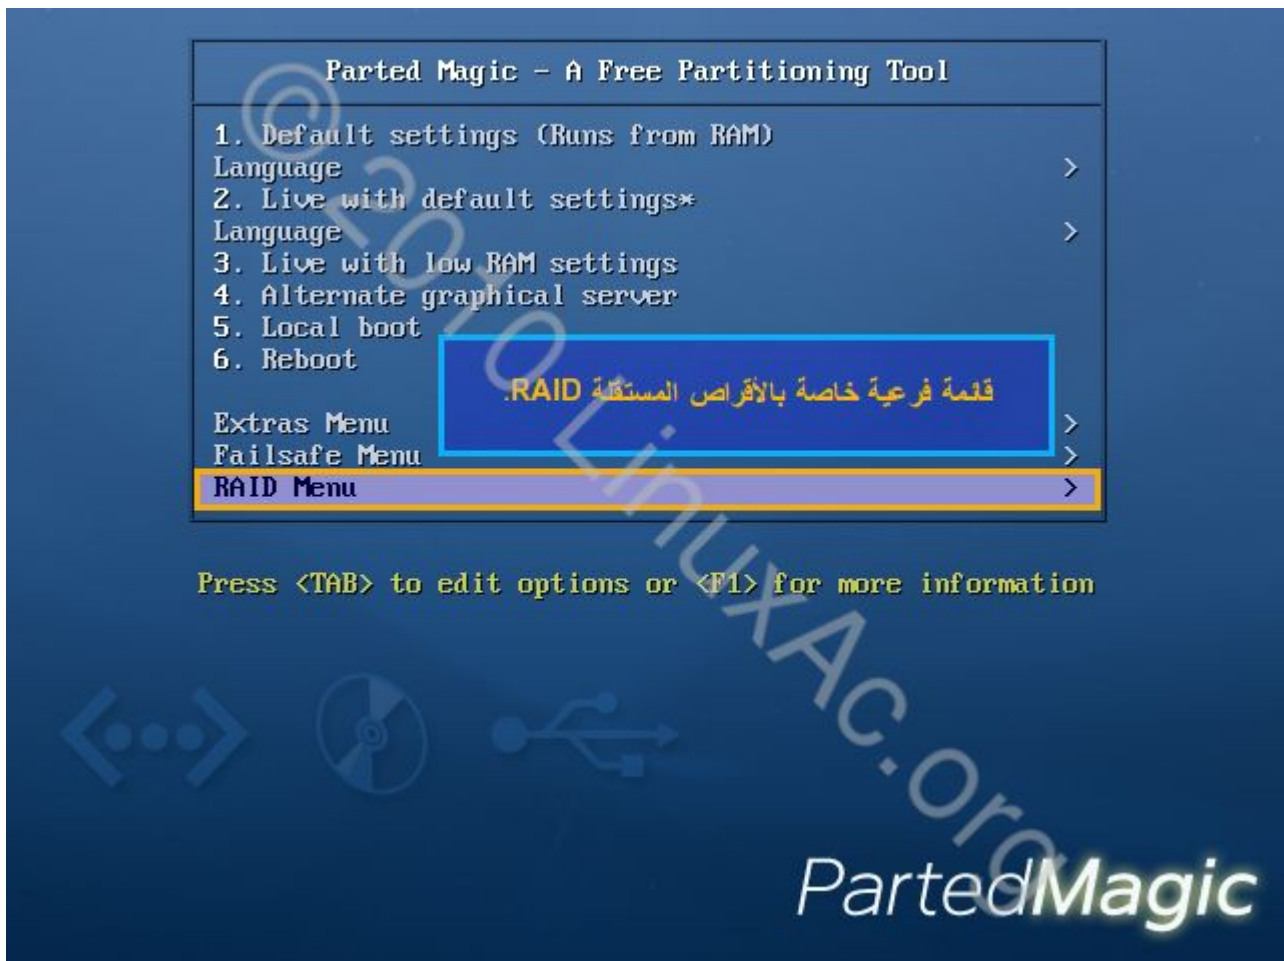 Parted Magic - A Free Partitioning Tool
1. Default settings (Runs from RAM)
Language >
2. Live with default settings*
Language >
3. Live with low RAM settings
4. Alternate graphical server
5. Local boot
6. Reboot
قائمة فرعية خاصة بالأقراص المستقلة RAID.
Extras Menu >
Failsafe Menu >
RAID Menu >
Press <TAB> to edit options or <F1> for more information
© 2010 LinuxAc.org
PartedMagic